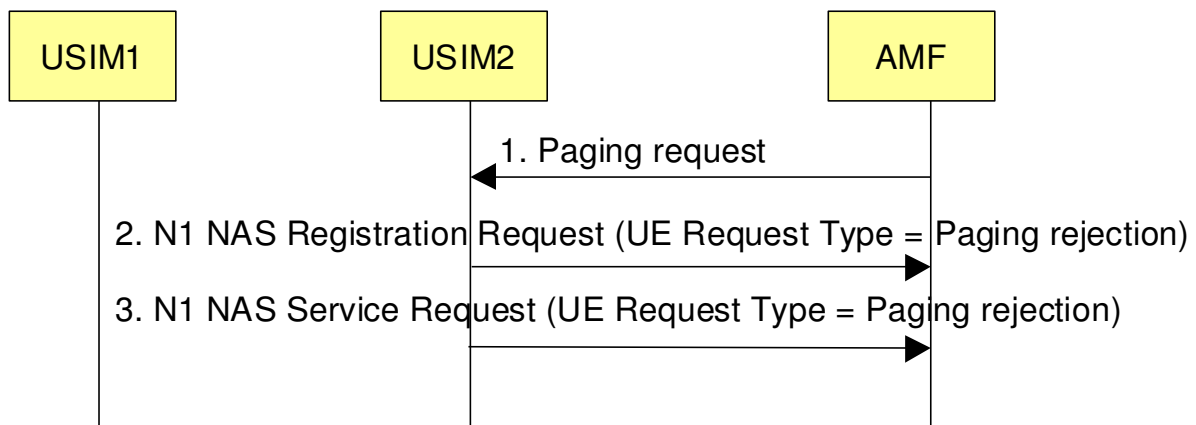 USIM1 USIM2 AMF
1. Paging request
2. N1 NAS Registration Request (UE Request Type = Paging rejection)
3. N1 NAS Service Request (UE Request Type = Paging rejection)